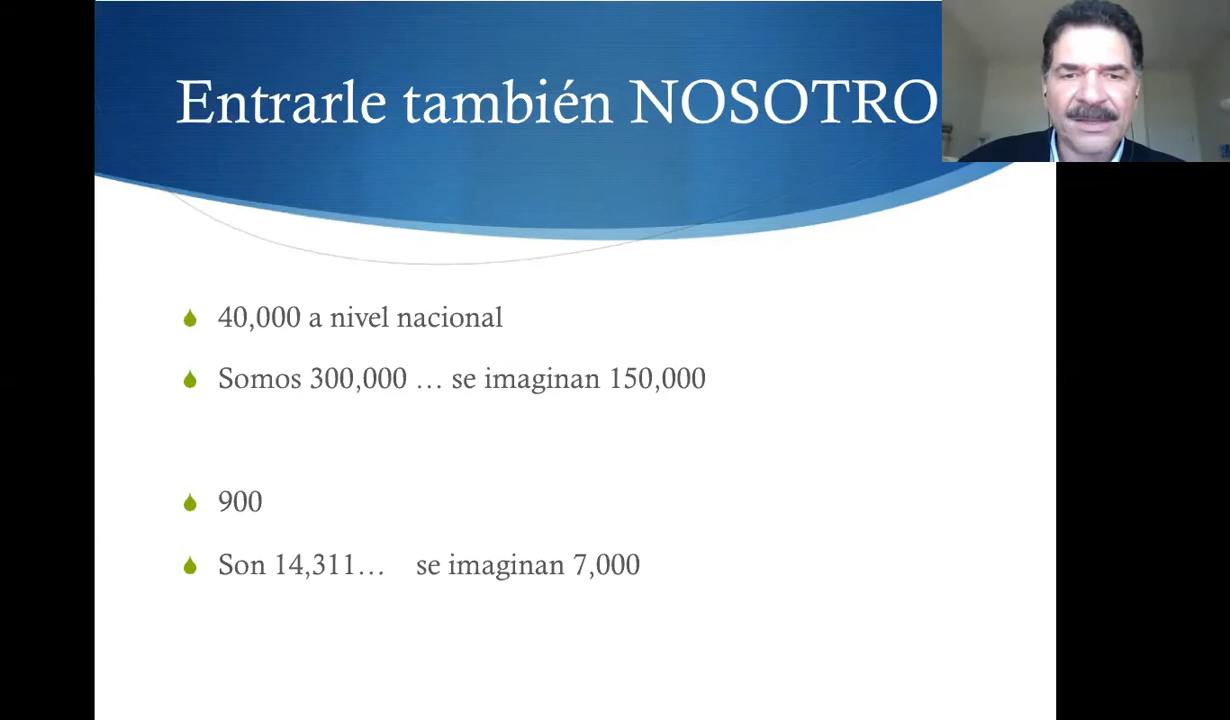 Entrarle también NOSOTRO
40,000 a nivel nacional
Somos 300,000 … se imaginan 150,000
900
Son 14,311… se imaginan 7,000